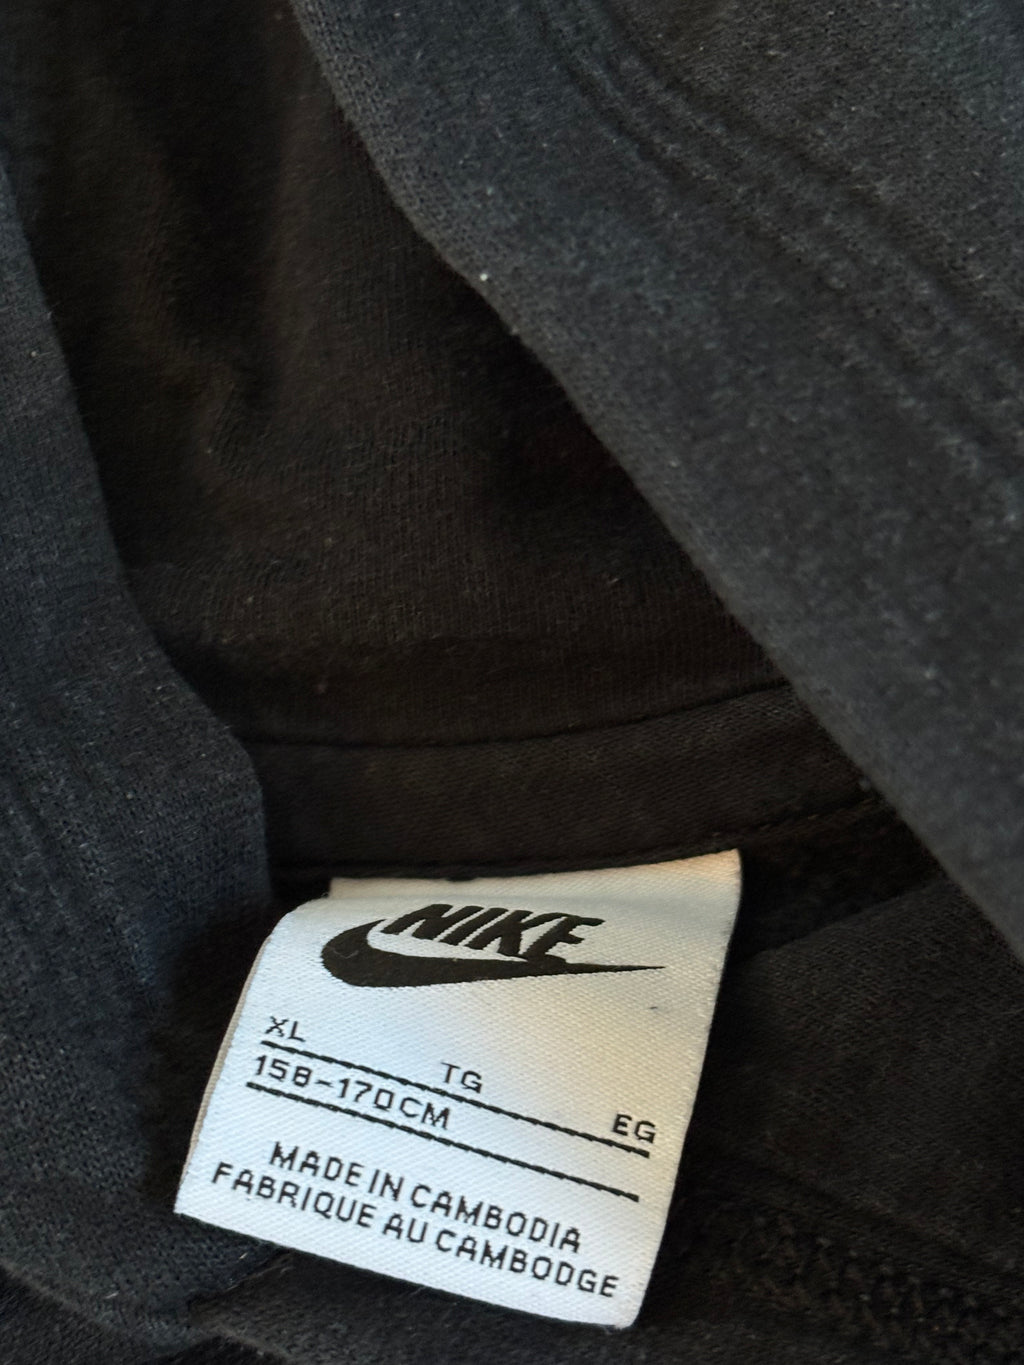 NIKE
XL TG EG
158-170CM
MADE IN CAMBODIA
FABRIQUE AU CAMBODGE